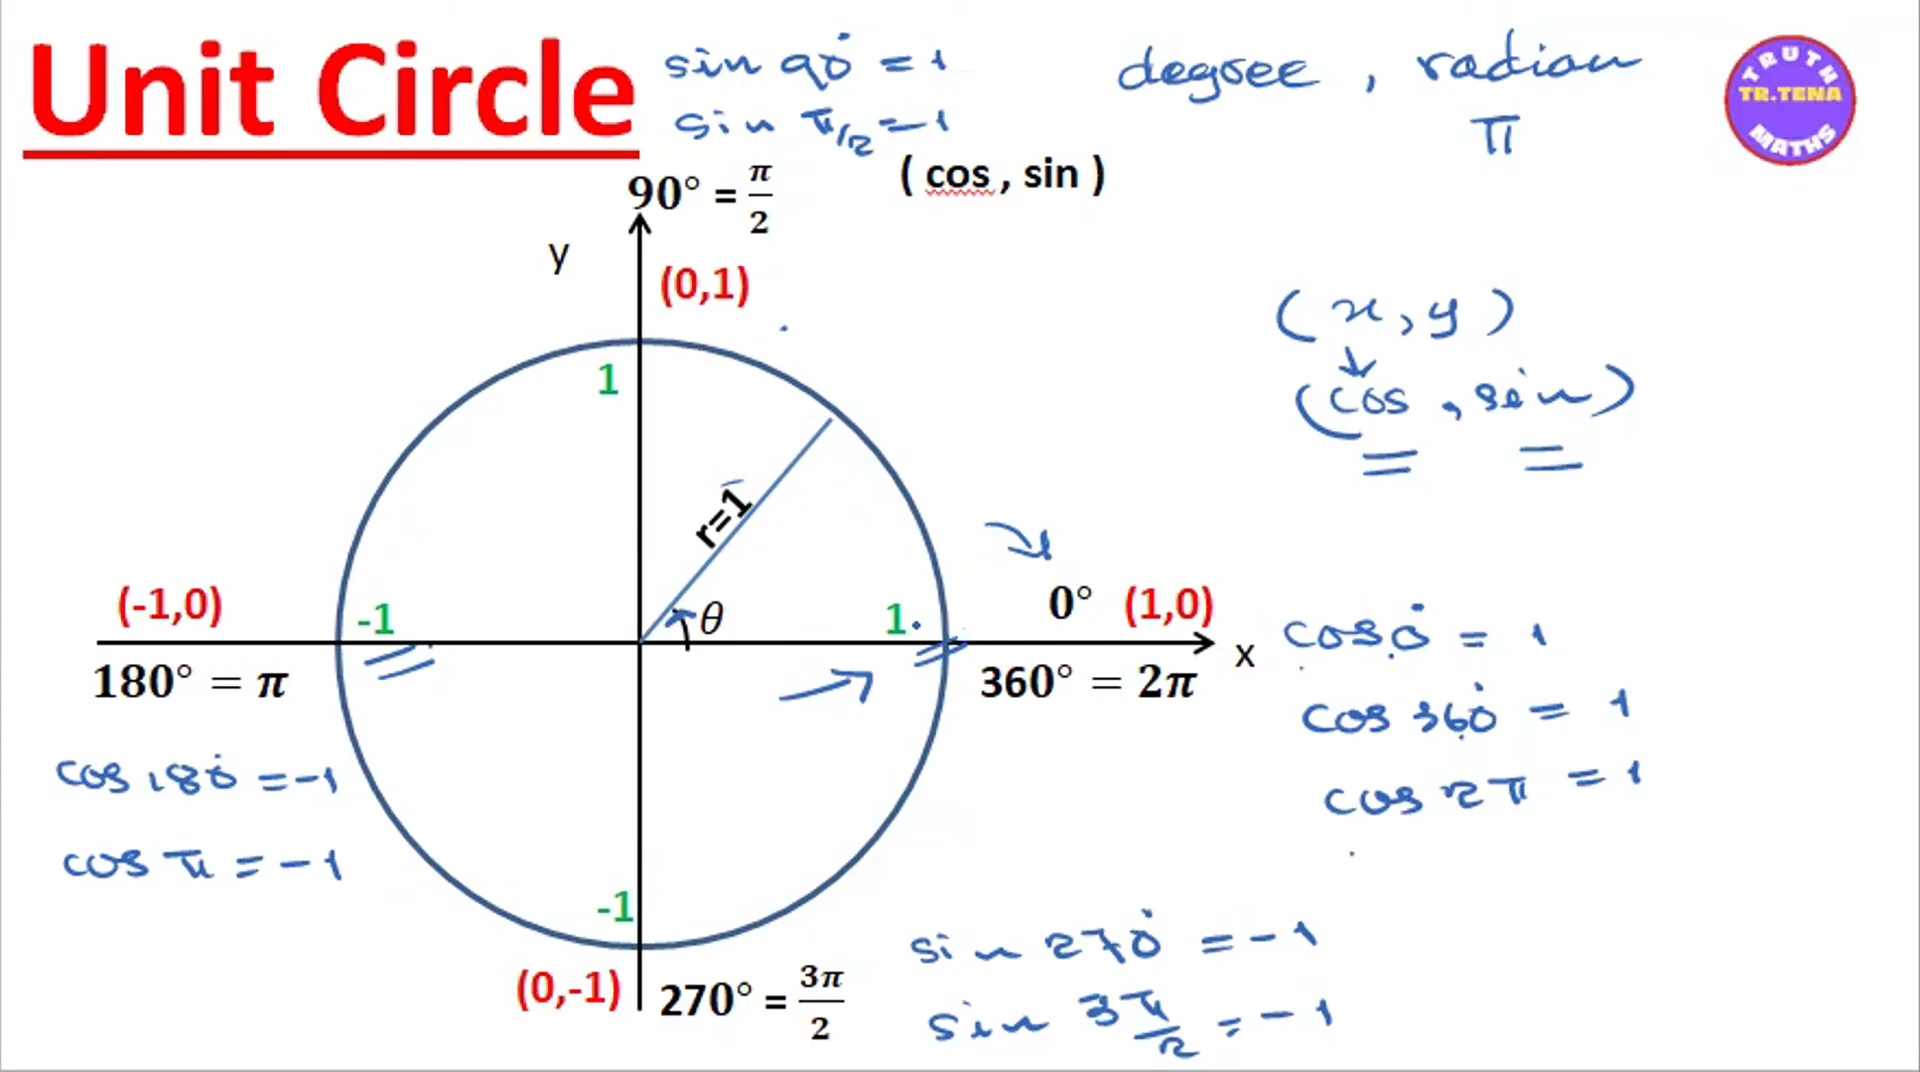 Unit Circle
sin 90° = 1
sin π/2 = 1
degree , radian
π
TRUTH
TR.TENA
MATHS
( cos , sin )
90° = π/2
y
(0,1)
1
(x, y)
(cos , sin)
r=1
θ
(-1,0)
-1
1
0° (1,0)
x
180° = π
360° = 2π
cos 0° = 1
cos 360° = 1
cos 2π = 1
cos 180° = -1
cos π = -1
-1
(0,-1)
270° = 3π/2
sin 270° = -1
sin 3π/2 = -1